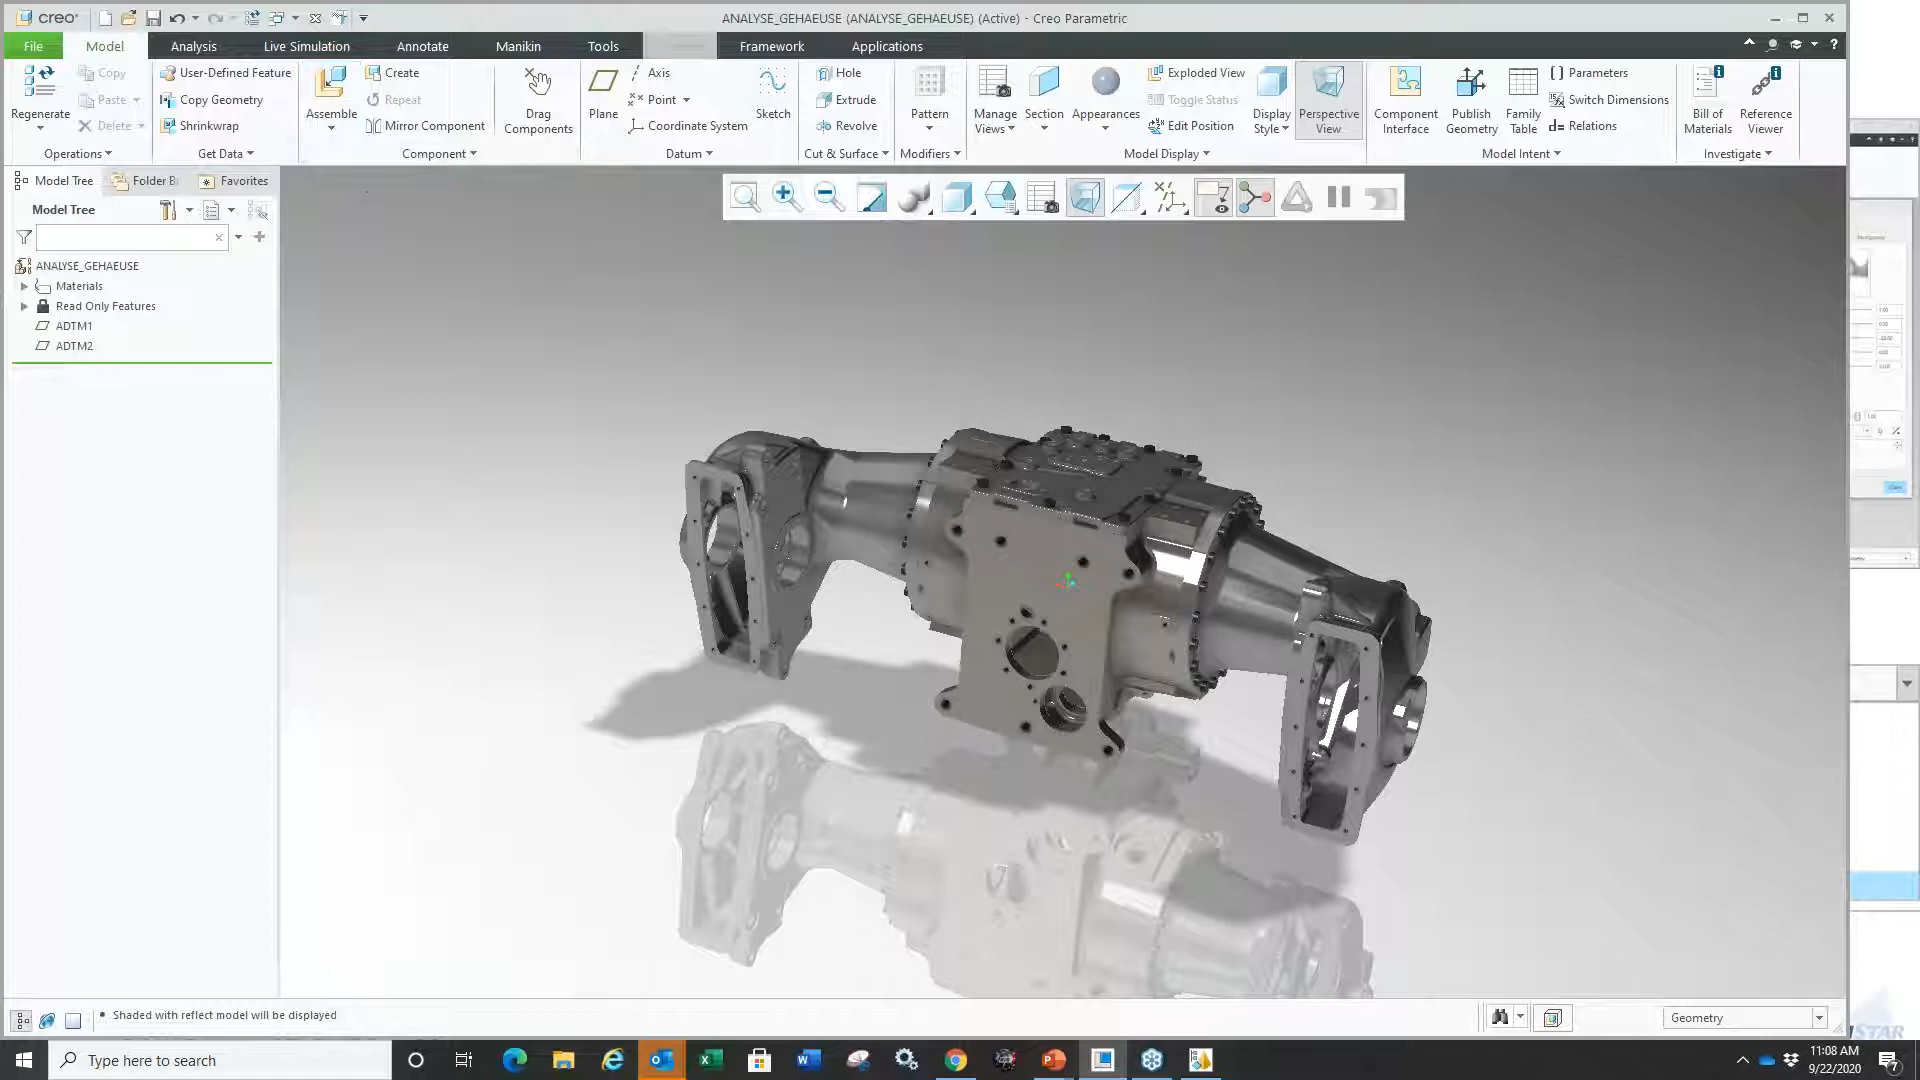 creo ANALYSE_GEHAEUSE (ANALYSE_GEHAEUSE) (Active) - Creo Parametric
File Model Analysis Live Simulation Annotate Manikin Tools Framework Applications
Regenerate Copy Paste Delete
Operations
User-Defined Feature
Copy Geometry
Shrinkwrap
Get Data
Assemble Create Repeat Mirror Component
Drag Components
Component
Plane Axis Point Coordinate System Sketch
Datum
Hole
Extrude
Revolve
Cut & Surface
Pattern
Modifiers
Manage Views Section Appearances
Exploded View
Toggle Status
Edit Position
Display Style
Perspective View
Model Display
Component Interface
Publish Geometry
Family Table
Parameters
Switch Dimensions
Relations
Model Intent
Bill of Materials
Reference Viewer
Investigate
Model Tree Folder B Favorites
Model Tree
ANALYSE_GEHAEUSE
Materials
Read Only Features
ADTM1
ADTM2
Shaded with reflect model will be displayed
Geometry
Type here to search
11:08 AM
9/22/2020
7